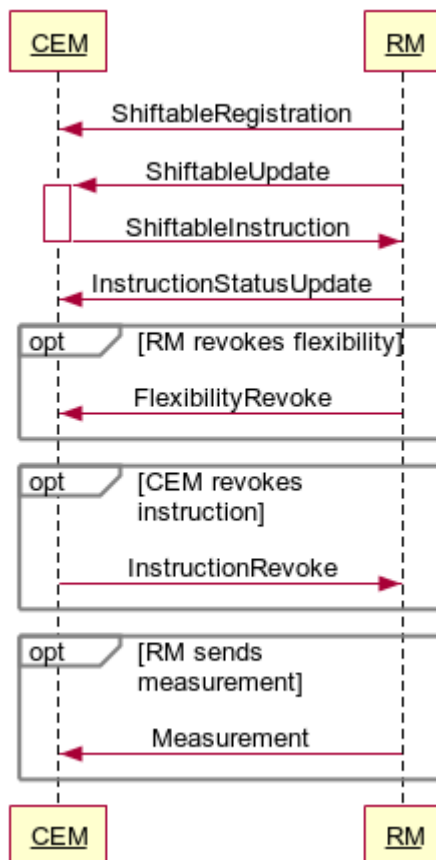 CEM
RM
ShiftableRegistration
ShiftableUpdate
ShiftableInstruction
InstructionStatusUpdate
opt
[RM revokes flexibility]
FlexibilityRevoke
opt
[CEM revokes
instruction]
InstructionRevoke
opt
[RM sends
measurement]
Measurement
CEM
RM